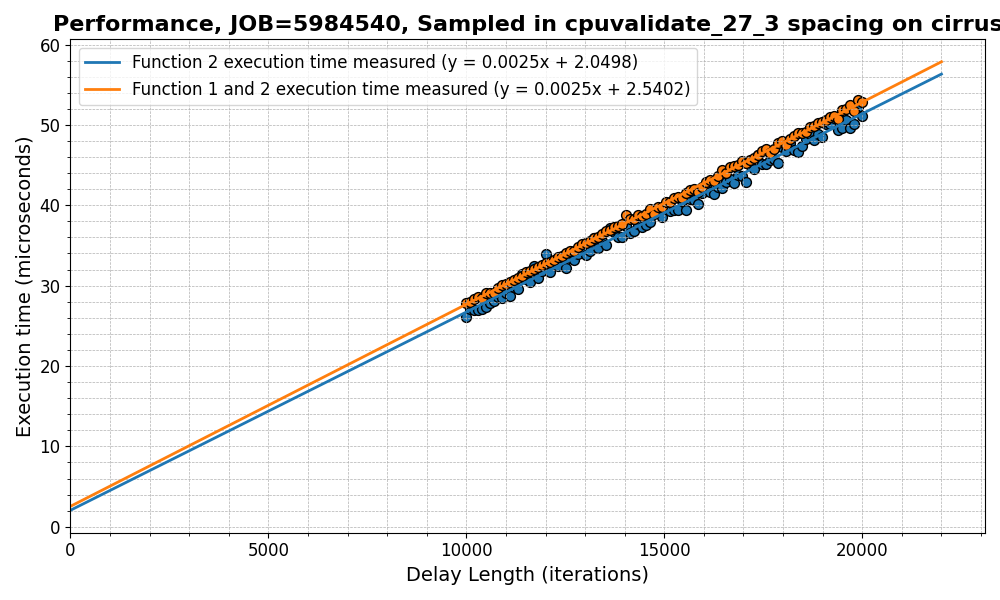 Performance, JOB=5984540, Sampled in cpuvalidate_27_3 spacing on cirrus
Function 2 execution time measured (y = 0.0025x + 2.0498)
Function 1 and 2 execution time measured (y = 0.0025x + 2.5402)
Execution time (microseconds)
60
50
40
30
20
10
0
0 5000 10000 15000 20000
Delay Length (iterations)